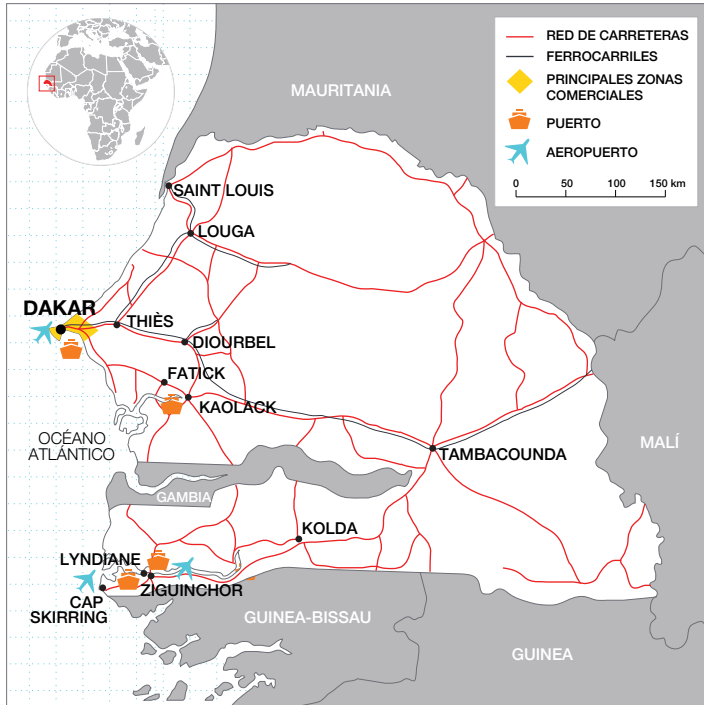 RED DE CARRETERAS
FERROCARRILES
PRINCIPALES ZONAS
COMERCIALES
PUERTO
AEROPUERTO
0 50 100 150 km
MAURITANIA
SAINT LOUIS
LOUGA
DAKAR
THIÈS
DIOURBEL
FATICK
KAOLACK
OCÉANO
ATLÁNTICO
TAMBACOUNDA
MALÍ
GAMBIA
KOLDA
LYNDIANE
ZIGUINCHOR
CAP
SKIRRING
GUINEA-BISSAU
GUINEA